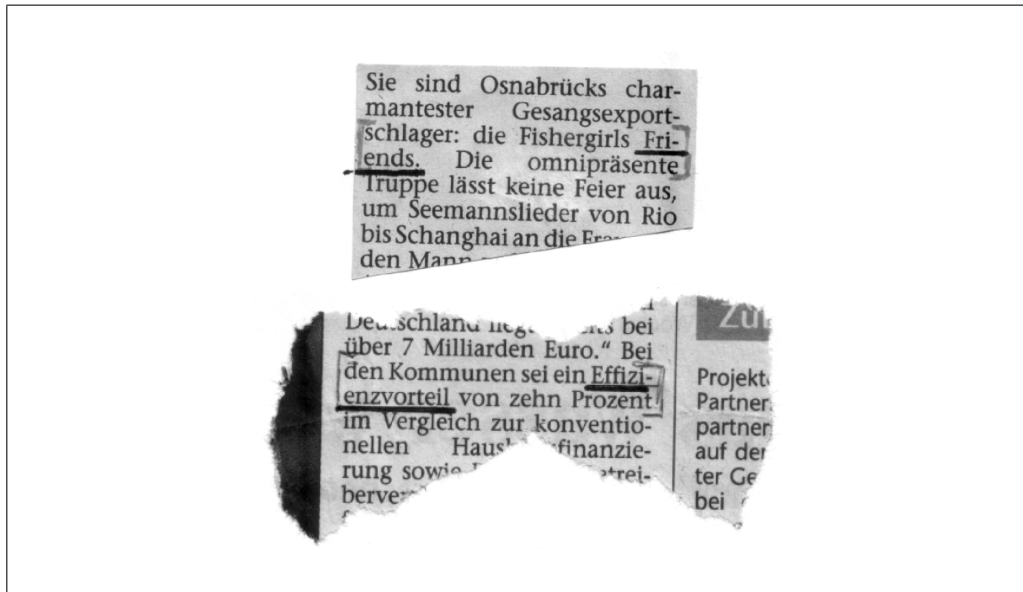 Sie sind Osnabrücks char-
mantester Gesangsexport-
schlager: die Fishergirls Fri-
ends. Die omnipräsente
Truppe lässt keine Feier aus,
um Seemannslieder von Rio
bis Schanghai an die
den Mann
Deutschland liegt bei
über 7 Milliarden Euro.“ Bei
den Kommunen sei ein Effizi-
enzvorteil von zehn Prozent
im Vergleich zur konventio-
nellen finanzie-
rung sowie
Partner
partner
auf der
ter
bei